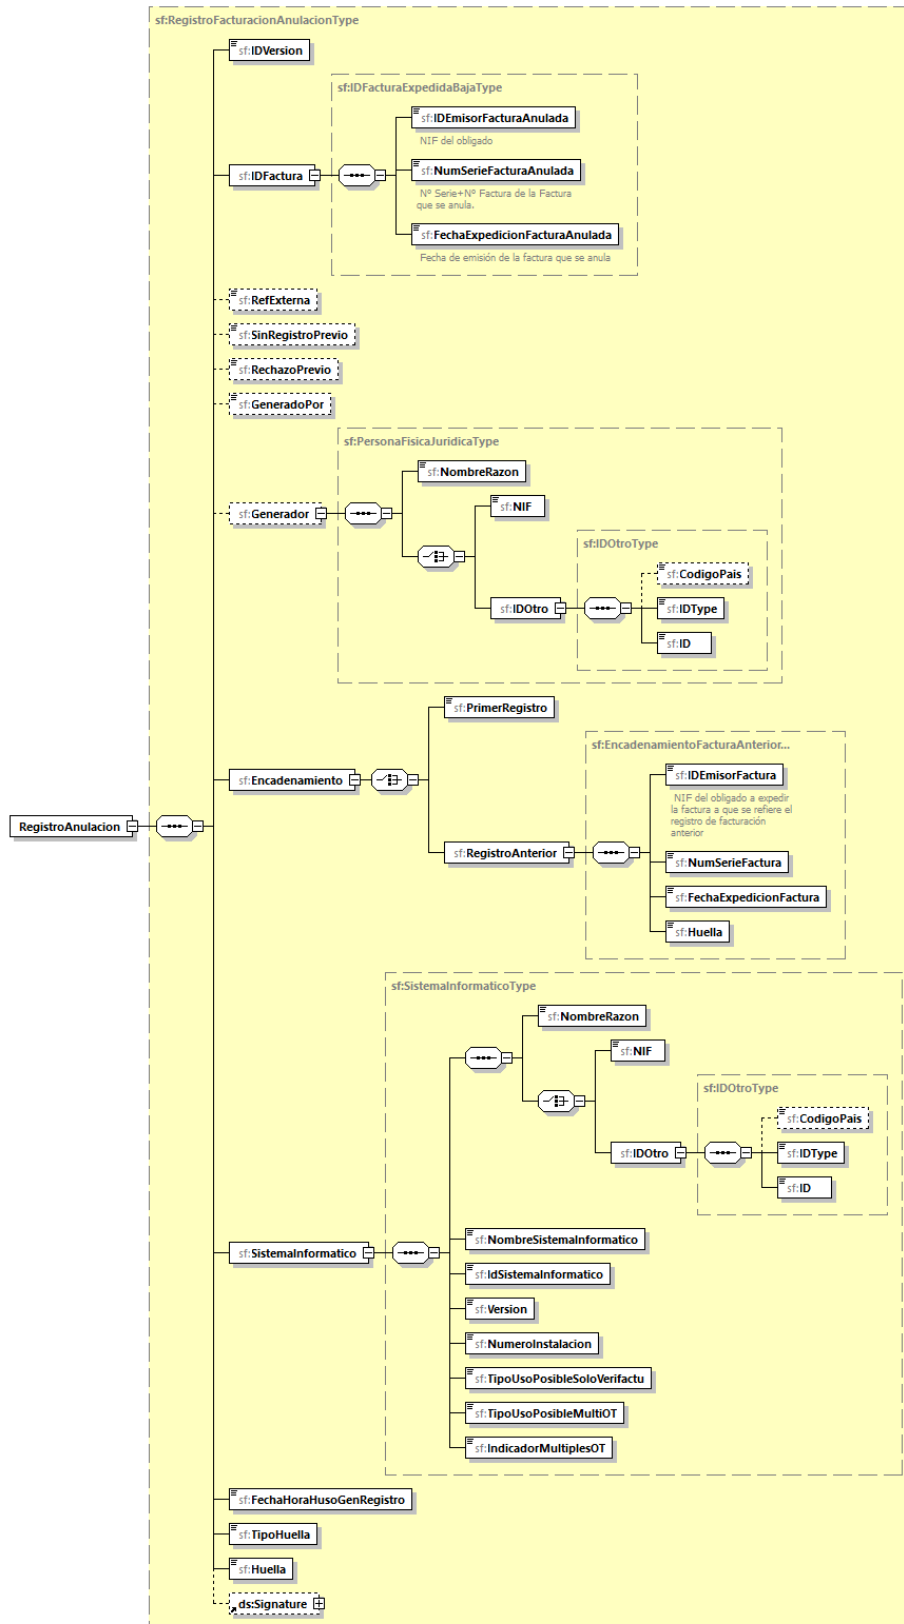 sf:RegistroFacturacionAnulacionType
sf:IDVersion
sf:IDFacturaExpedidaBajaType
sf:IDEmisorFacturaAnulada
NIF del obligado
sf:IDFactura
sf:NumSerieFacturaAnulada
Nº Serie+Nº Factura de la Factura
que se anula.
sf:FechaExpedicionFacturaAnulada
Fecha de emisión de la factura que se anula
sf:RefExterna
sf:SinRegistroPrevio
sf:RechazoPrevio
sf:GeneradoPor
sf:PersonaFisicaJuridicaType
sf:NombreRazon
sf:NIF
sf:Generador
sf:IDOtroType
sf:CodigoPais
sf:IDOtro
sf:IDType
sf:ID
sf:PrimerRegistro
sf:EncadenamientoFacturaAnterior...
sf:Encadenamiento
sf:IDEmisorFactura
NIF del obligado a expedir
la factura a que se refiere el
registro de facturación
anterior
RegistroAnulacion
sf:RegistroAnterior
sf:NumSerieFactura
sf:FechaExpedicionFactura
sf:Huella
sf:SistemaInformaticoType
sf:NombreRazon
sf:NIF
sf:IDOtroType
sf:CodigoPais
sf:IDOtro
sf:IDType
sf:ID
sf:NombreSistemaInformatico
sf:SistemaInformatico
sf:IdSistemaInformatico
sf:Version
sf:NumeroInstalacion
sf:TipoUsoPosibleSoloVerifactu
sf:TipoUsoPosibleMultiOT
sf:IndicadorMultiplesOT
sf:FechaHoraHusoGenRegistro
sf:TipoHuella
sf:Huella
ds:Signature